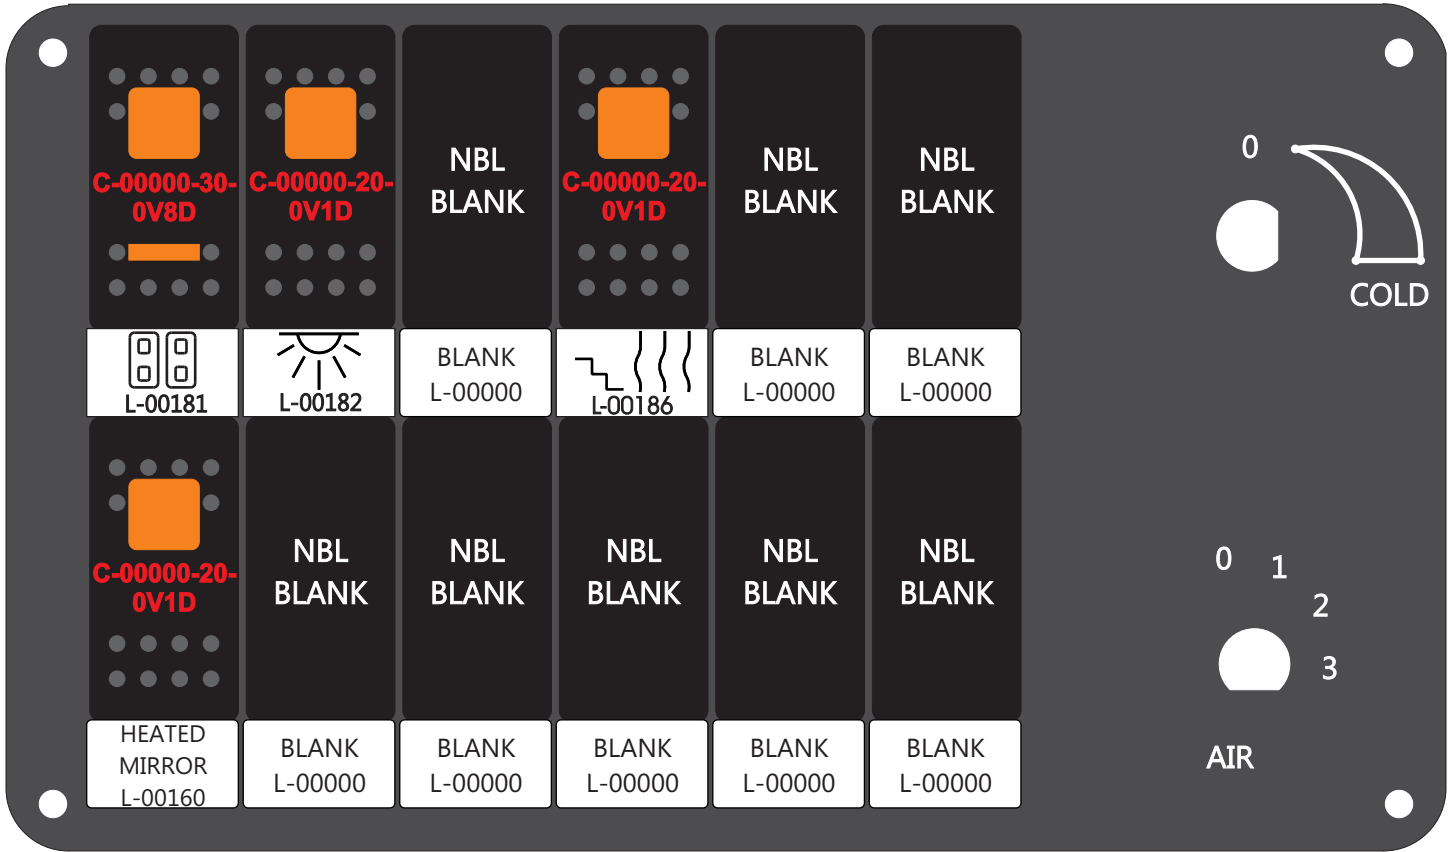 C-00000-30-
0V8D
C-00000-20-
0V1D
NBL
BLANK
C-00000-20-
0V1D
NBL
BLANK
NBL
BLANK
0
COLD
L-00181
L-00182
BLANK
L-00000
L-00186
BLANK
L-00000
BLANK
L-00000
C-00000-20-
0V1D
NBL
BLANK
NBL
BLANK
NBL
BLANK
NBL
BLANK
NBL
BLANK
0
1
2
3
AIR
HEATED
MIRROR
L-00160
BLANK
L-00000
BLANK
L-00000
BLANK
L-00000
BLANK
L-00000
BLANK
L-00000